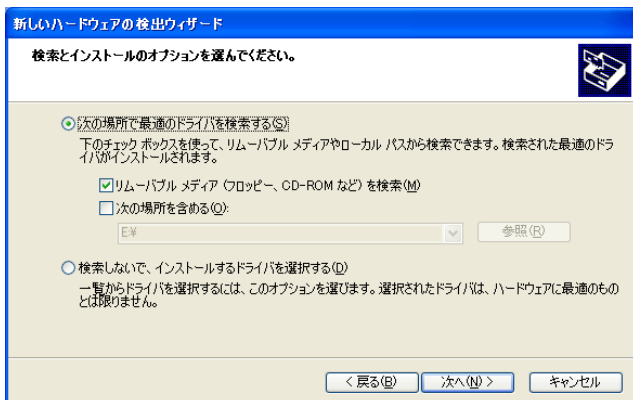 新しいハードウェアの検出ウィザード
検索とインストールのオプションを選んでください。
次の場所で最適のドライバを検索する(S)
下のチェック ボックスを使って、リムーバブル メディアやローカル パスから検索できます。検索された最適のドラ
イバがインストールされます。
リムーバブル メディア (フロッピー、CD-ROM など) を検索(M)
次の場所を含める(O):
E:¥
参照(R)
検索しないで、インストールするドライバを選択する(D)
一覧からドライバを選択するには、このオプションを選びます。選択されたドライバは、ハードウェアに最適のもの
とは限りません。
< 戻る(B)
次へ(N) >
キャンセル